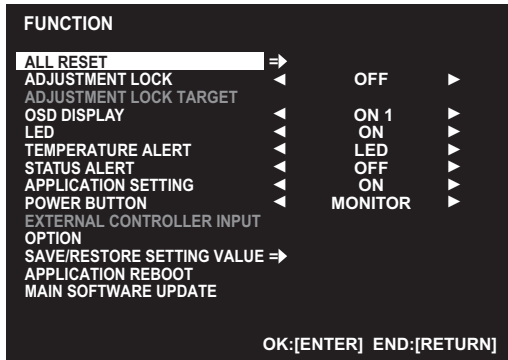 FUNCTION
ALL RESET
ADJUSTMENT LOCK OFF
ADJUSTMENT LOCK TARGET
OSD DISPLAY ON 1
LED ON
TEMPERATURE ALERT LED
STATUS ALERT OFF
APPLICATION SETTING ON
POWER BUTTON MONITOR
EXTERNAL CONTROLLER INPUT
OPTION
SAVE/RESTORE SETTING VALUE
APPLICATION REBOOT
MAIN SOFTWARE UPDATE
OK:[ENTER] END:[RETURN]